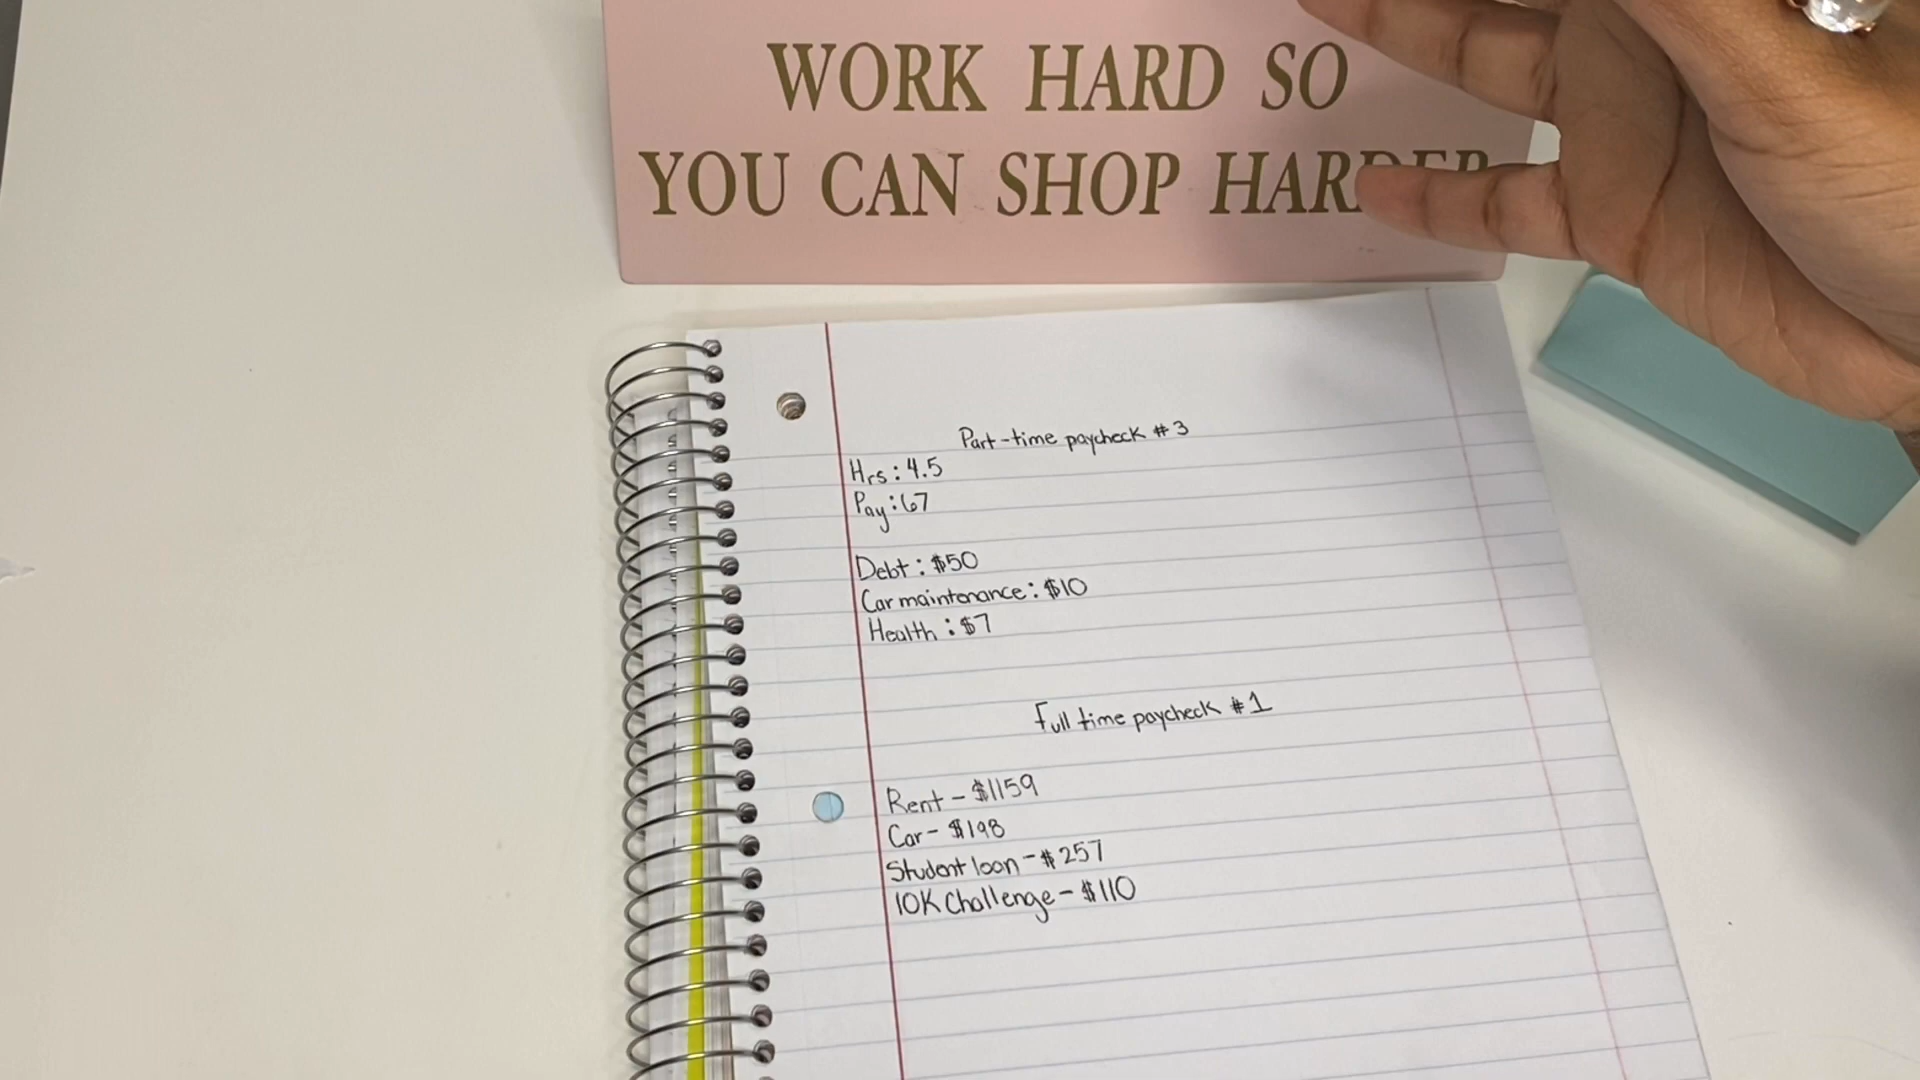 WORK HARD SO
YOU CAN SHOP HARDER
Part-time paycheck #3
Hrs: 4.5
Pay: 67
Debt: $50
Car maintenance: $10
Health: $7
Full time paycheck #1
Rent - $1159
Car - $198
Student loan - $257
10K Challenge - $110